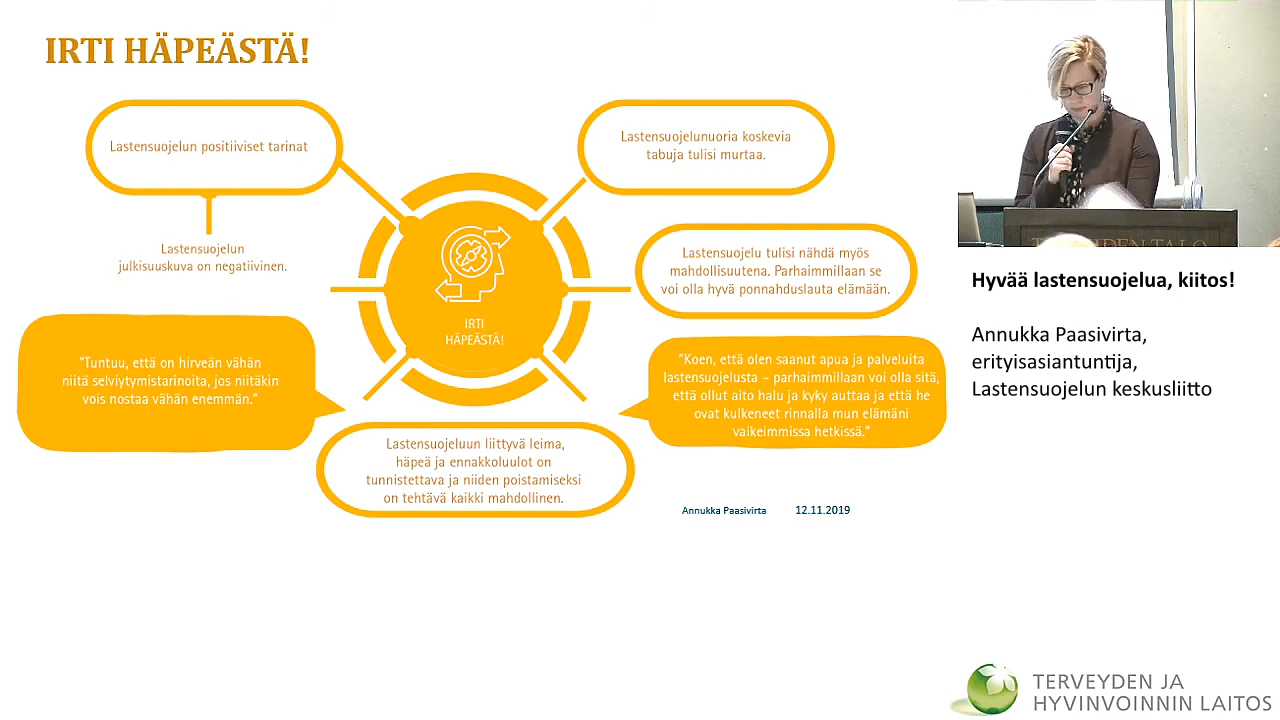 IRTI HÄPEÄSTÄ!
Lastensuojelun positiiviset tarinat
Lastensuojelun
julkisuuskuva on negatiivinen.
Lastensuojelunuoria koskevia
tabuja tulisi murtaa.
Lastensuojelu tulisi nähdä myös
mahdollisuutena. Parhaimmillaan se
voi olla hyvä ponnahduslauta elämään.
IRTI
HÄPEÄSTÄ!
"Tuntuu, että on hirveän vähän
niitä selviytymistarinoita, jos niitäkin
vois nostaa vähän enemmän."
"Koen, että olen saanut apua ja palveluita
lastensuojelusta – parhaimmillaan voi olla sitä,
että ollut aito halu ja kyky auttaa ja että he
ovat kulkeneet rinnalla mun elämäni
vaikeimmissa hetkissä."
Lastensuojeluun liittyvä leima,
häpeä ja ennakkoluulot on
tunnistettava ja niiden poistamiseksi
on tehtävä kaikki mahdollinen.
Annukka Paasivirta 12.11.2019
Hyvää lastensuojelua, kiitos!
Annukka Paasivirta,
erityisasiantuntija,
Lastensuojelun keskusliitto
TERVEYDEN JA
HYVINVOINNIN LAITOS